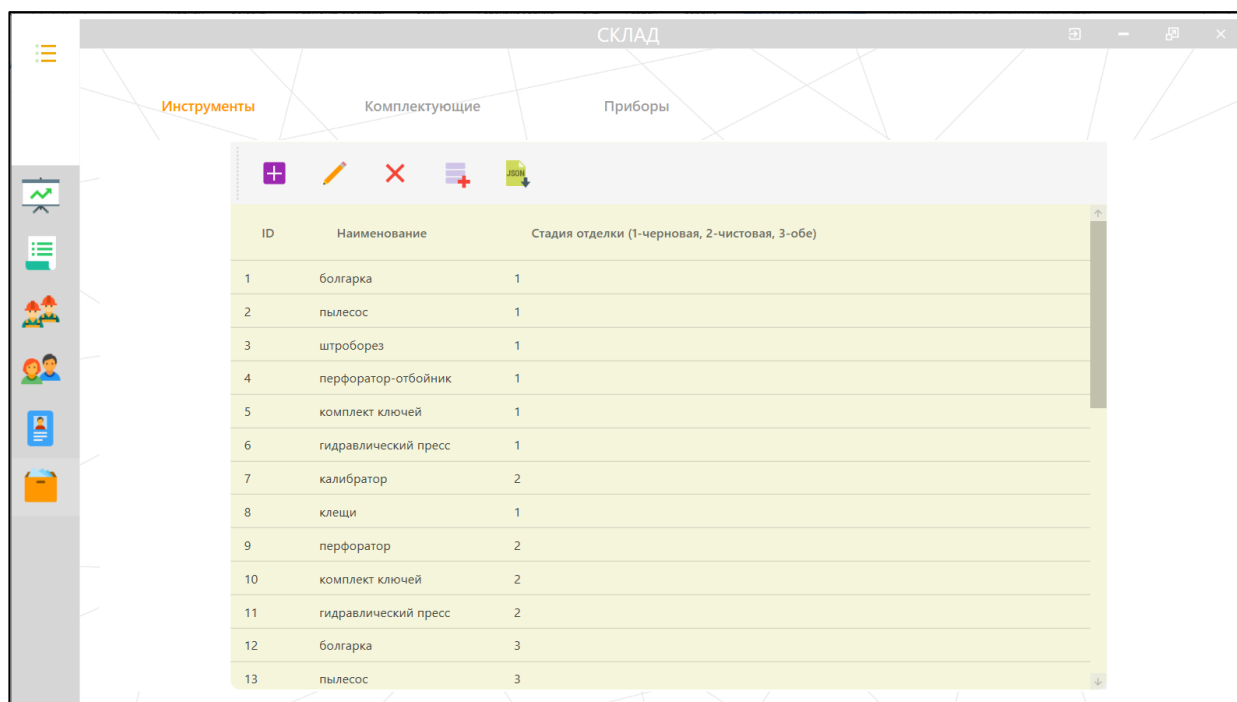 СКЛАД
Инструменты Комплектующие Приборы
JSON
ID Наименование Стадия отделки (1-черновая, 2-чистовая, 3-обе)
1 болгарка 1
2 пылесос 1
3 штроборез 1
4 перфоратор-отбойник 1
5 комплект ключей 1
6 гидравлический пресс 1
7 калибратор 2
8 клещи 1
9 перфоратор 2
10 комплект ключей 2
11 гидравлический пресс 2
12 болгарка 3
13 пылесос 3